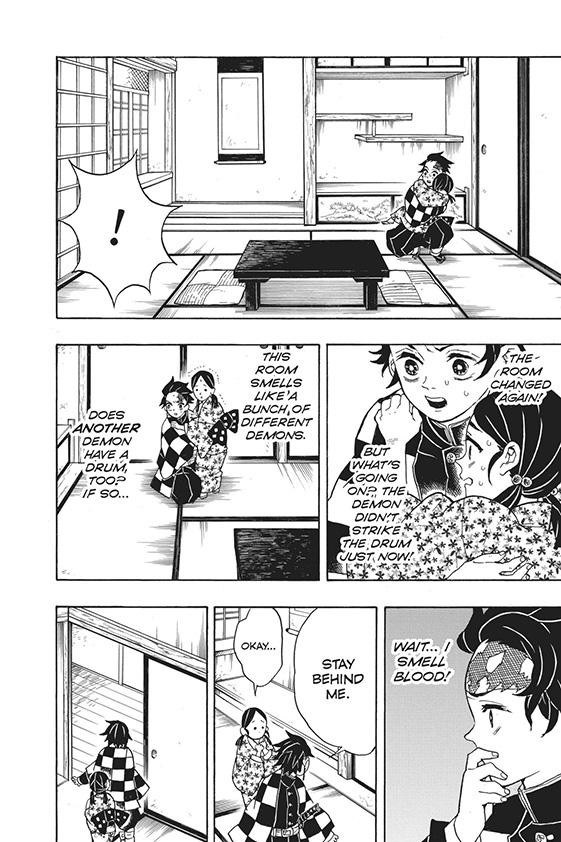 !
THE
ROOM
CHANGED
AGAIN!
BUT
WHAT'S
GOING
ON? THE
DEMON
DIDN'T
STRIKE
THE DRUM
JUST NOW!
THIS
ROOM
SMELLS
LIKE A
BUNCH OF
DIFFERENT
DEMONS.
DOES
ANOTHER
DEMON
HAVE A
DRUM,
TOO?
IF SO...
WAIT... I
SMELL
BLOOD!
STAY
BEHIND
ME.
OKAY...